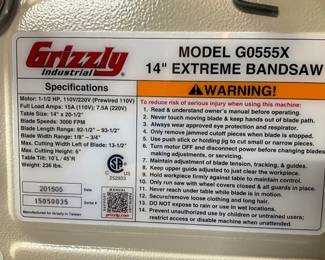 Grizzly
Industrial®
MODEL G0555X
14" EXTREME BANDSAW
Specifications
Motor: 1-1/2 HP, 110V/220V (Prewired 110V)
Full Load Amps: 15A (110V); 7.5A (220V)
Table Size: 14" x 20-1/2"
Blade Speed: 3000 FPM
Blade Length Range: 92-1/2" – 93-1/2"
Blade Width Range: 1/8" – 3/4"
Max Cutting Width Left of Blade: 13-1/2"
Max Cutting Height: 6"
Table Tilt: 10°L / 45°R
Weight: 236 lbs.
Date
201505
Serial #
15050035
Manufactured for Grizzly in Taiwan
MANUAL
grizzly.com
WARNING!
To reduce risk of serious injury when using this machine:
1. Read & understand owner's manual before operating.
2. Never touch moving blade & keep hands out of blade path.
3. Always wear approved eye protection and respirator.
4. Only remove jammed cutoff pieces when blade is stopped.
5. Use push stick if holding jig to cut small or narrow pieces.
6. Turn motor OFF and disconnect power before changing blades, making adjustments, or servicing.
7. Maintain adjustment of blade tension, tracking, & guides.
8. Keep upper guide adjusted to just clear the workpiece.
9. Hold workpiece firmly against table to maintain control.
10. Only run saw with wheel covers closed & all guards in place.
11. Never reach under table while blade is in motion.
12. Secure/remove loose clothing and long hair.
13. DO NOT expose to rain or use in wet locations.
14. Prevent unauthorized use by children or untrained users; restrict access or disable machine when unattended.